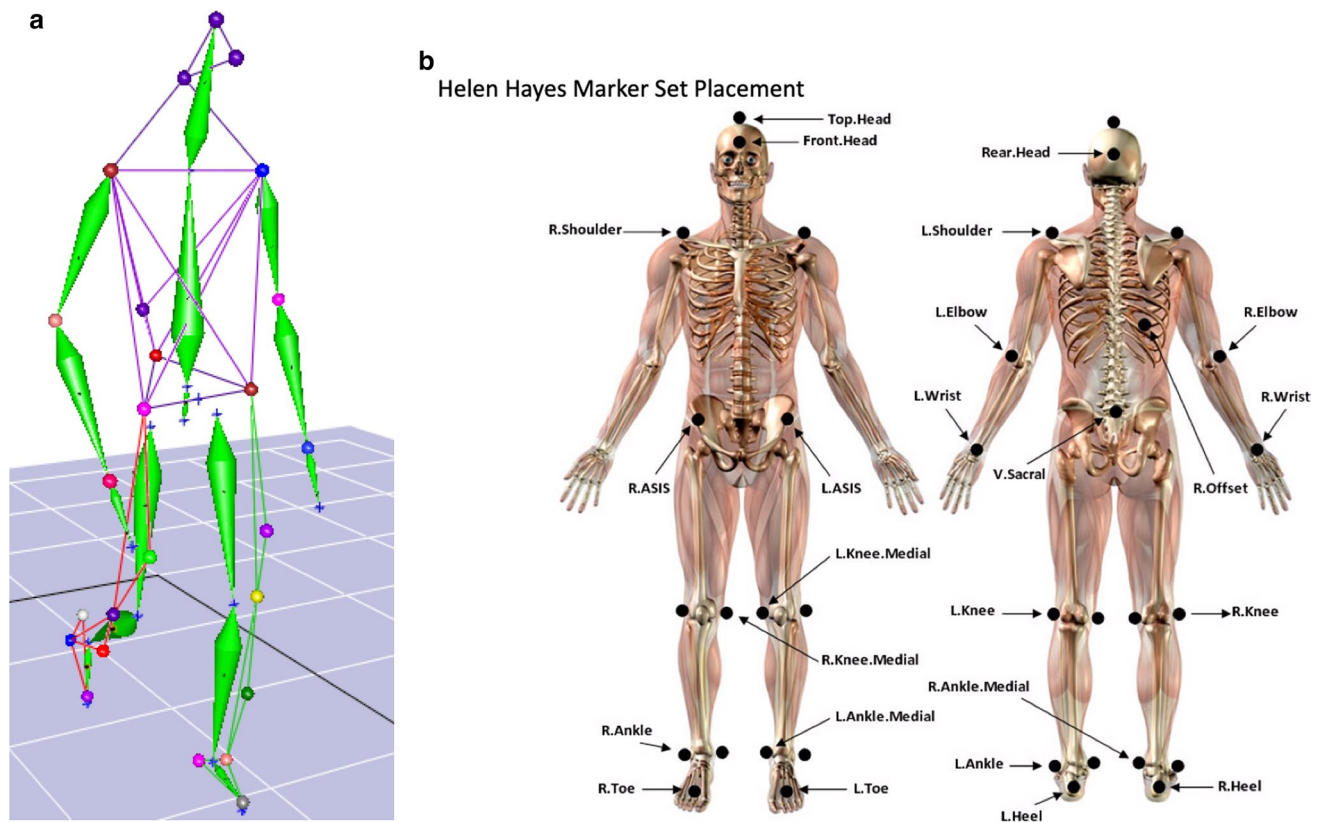 a
b
Helen Hayes Marker Set Placement
Top.Head
Front.Head
Rear.Head
R.Shoulder
L.Shoulder
L.Elbow
R.Elbow
L.Wrist
R.Wrist
V.Sacral
R.ASIS
L.ASIS
R.Offset
L.Knee.Medial
L.Knee
R.Knee
R.Knee.Medial
R.Ankle.Medial
L.Ankle.Medial
R.Ankle
L.Ankle
R.Toe
L.Toe
R.Heel
L.Heel